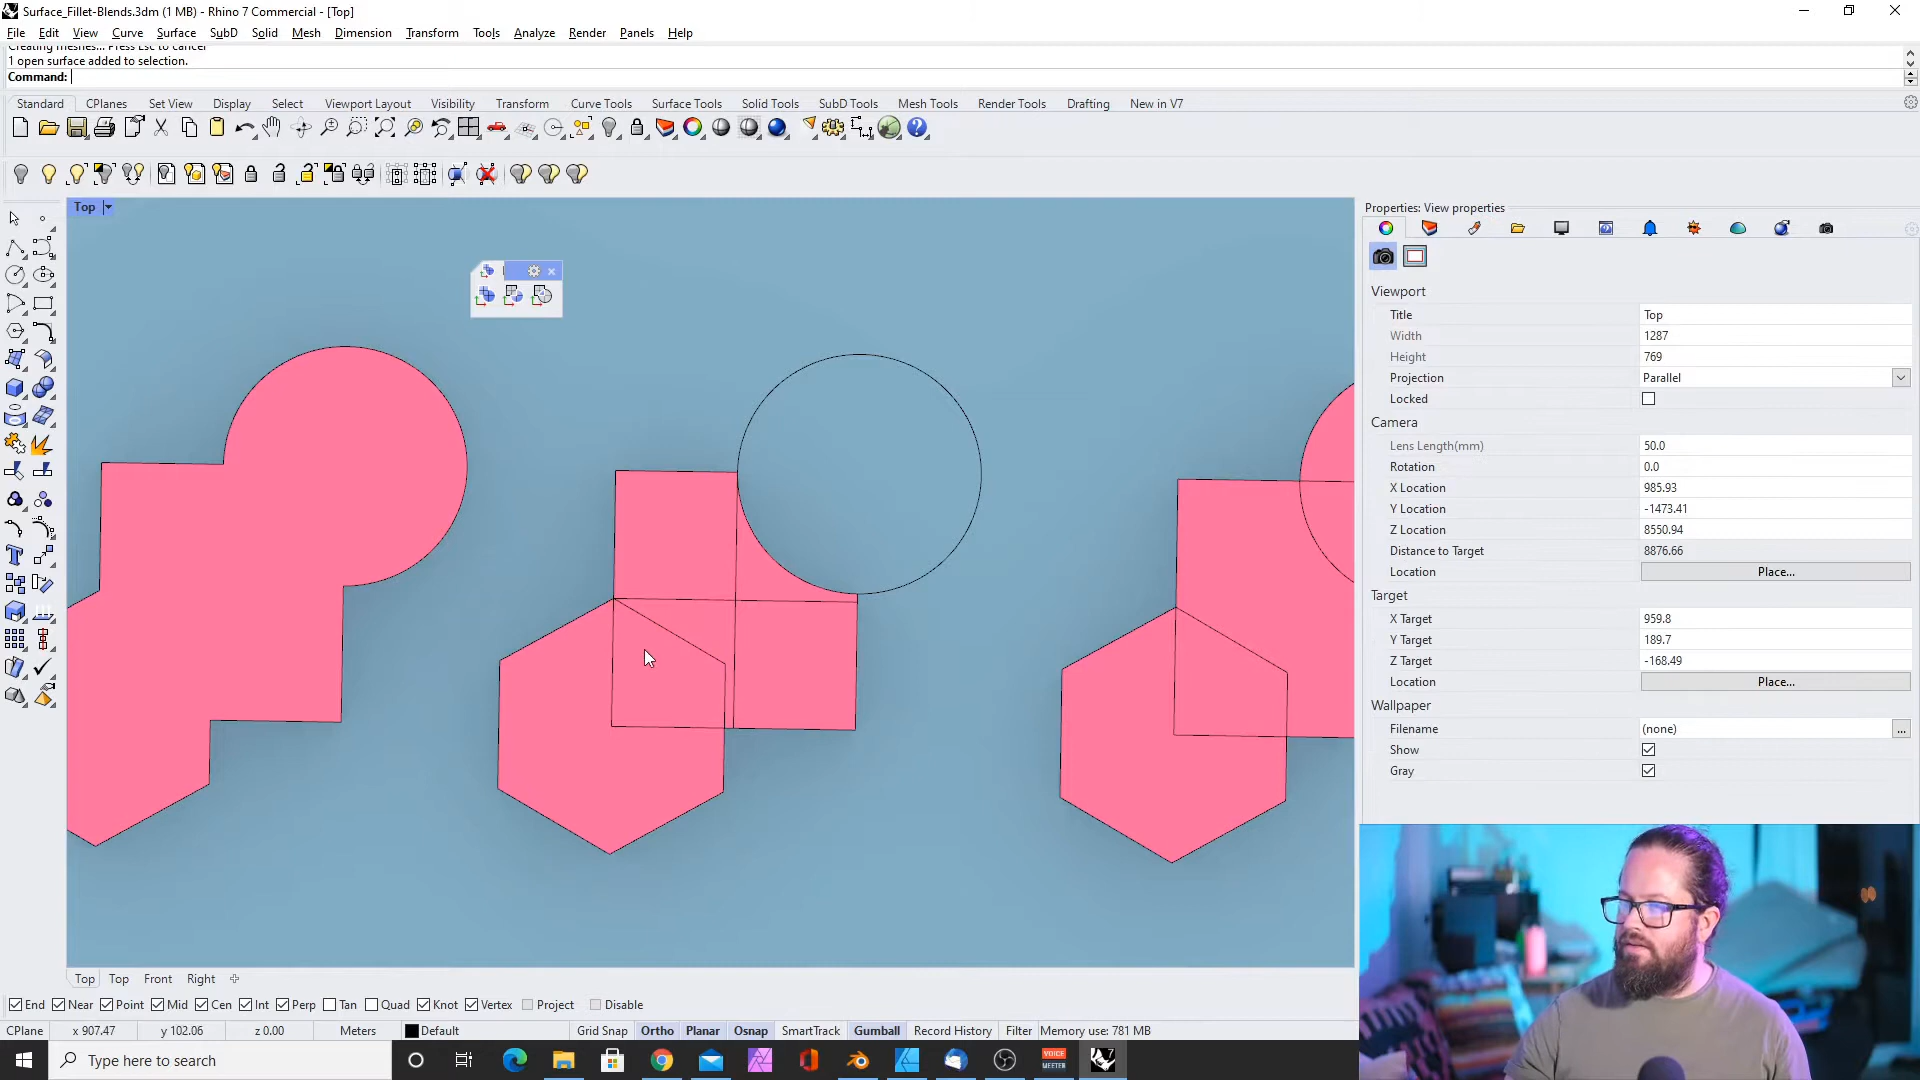 Surface_Fillet-Blends.3dm (1 MB) - Rhino 7 Commercial - [Top]
File Edit View Curve Surface SubD Solid Mesh Dimension Transform Tools Analyze Render Panels Help
Creating meshes... Press Esc to cancel
1 open surface added to selection.
Command:
Standard CPlanes Set View Display Select Viewport Layout Visibility Transform Curve Tools Surface Tools Solid Tools SubD Tools Mesh Tools Render Tools Drafting New in V7
Top
Properties: View properties
Viewport
Title Top
Width 1287
Height 769
Projection Parallel
Locked
Camera
Lens Length(mm) 50.0
Rotation 0.0
X Location 985.93
Y Location -1473.41
Z Location 8550.94
Distance to Target 8876.66
Location Place...
Target
X Target 959.8
Y Target 189.7
Z Target -168.49
Location Place...
Wallpaper
Filename (none) ...
Show
Gray
Top Top Front Right
End Near Point Mid Cen Int Perp Tan Quad Knot Vertex Project Disable
CPlane x 907.47 y 102.06 z 0.00 Meters Default Grid Snap Ortho Planar Osnap SmartTrack Gumball Record History Filter Memory use: 781 MB
Type here to search
VOICE
MEETER